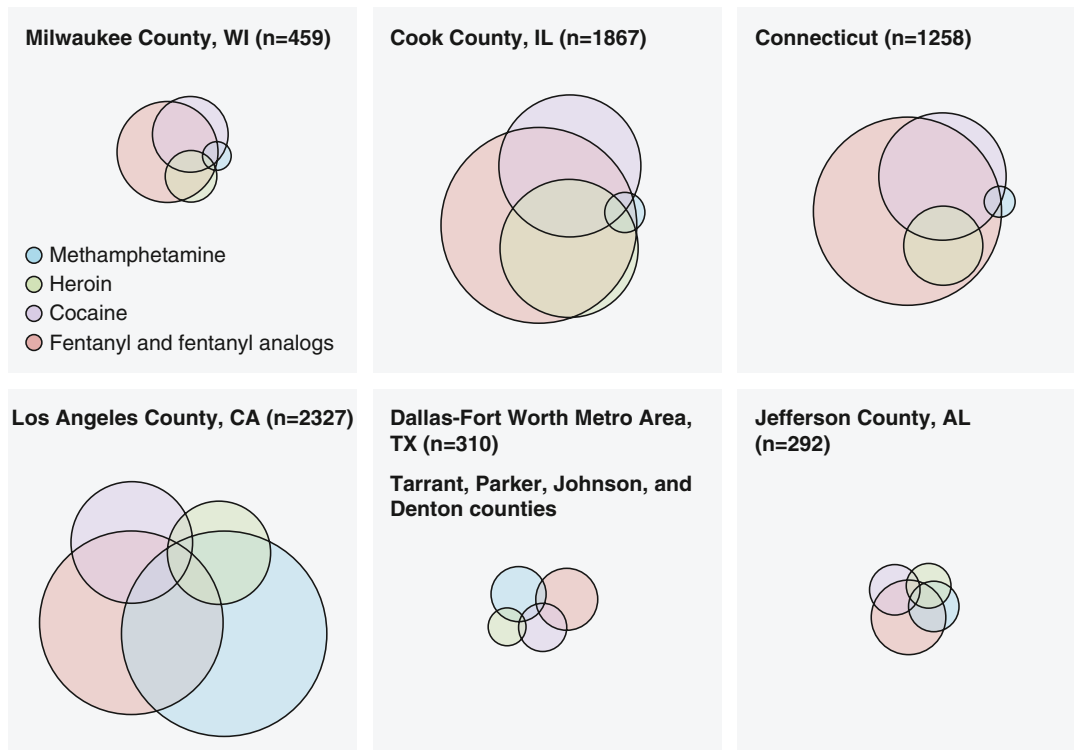 Milwaukee County, WI (n=459)
Methamphetamine
Heroin
Cocaine
Fentanyl and fentanyl analogs
Cook County, IL (n=1867)
Connecticut (n=1258)
Los Angeles County, CA (n=2327)
Dallas-Fort Worth Metro Area,
TX (n=310)
Tarrant, Parker, Johnson, and
Denton counties
Jefferson County, AL
(n=292)